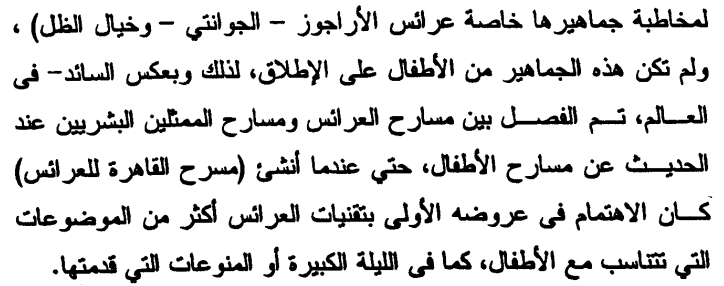 لمخاطبة جماهيرها خاصة عرائس الأراجوز – الجوانتي – وخيال الظل) ،
ولم تكن هذه الجماهير من الأطفال على الإطلاق، لذلك وبعكس السائد– فى
العالم، تم الفصل بين مسارح العرائس ومسارح الممثلين البشريين عند
الحديث عن مسارح الأطفال، حتي عندما أنشئ (مسرح القاهرة للعرائس)
كان الاهتمام فى عروضه الأولى بتقنيات العرائس أكثر من الموضوعات
التي تتناسب مع الأطفال، كما فى الليلة الكبيرة أو المنوعات التي قدمتها.